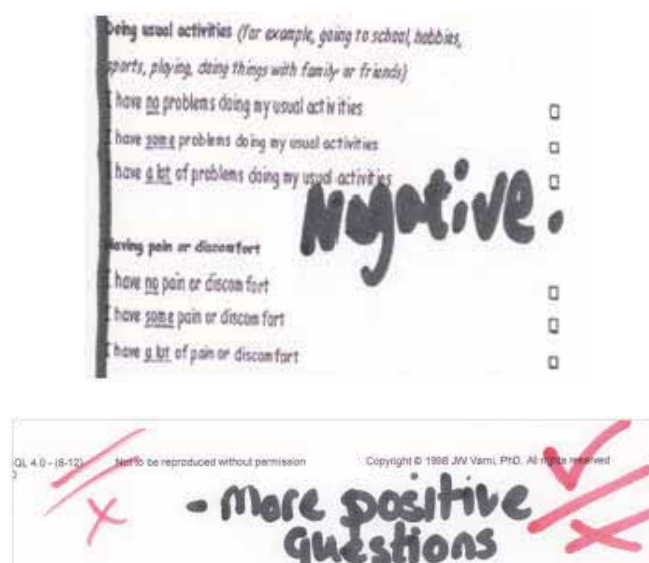 Doing usual activities (for example, going to school, hobbies,
sports, playing, doing things with family or friends)
I have no problems doing my usual activities
I have some problems doing my usual activities
I have a lot of problems doing my usual activities
Negative.
Having pain or discomfort
I have no pain or discomfort
I have some pain or discomfort
I have a lot of pain or discomfort
QL 4.0 - (8-12) Not to be reproduced without permission Copyright © 1998 JW Varni, PhD. All rights reserved
- More positive
Questions